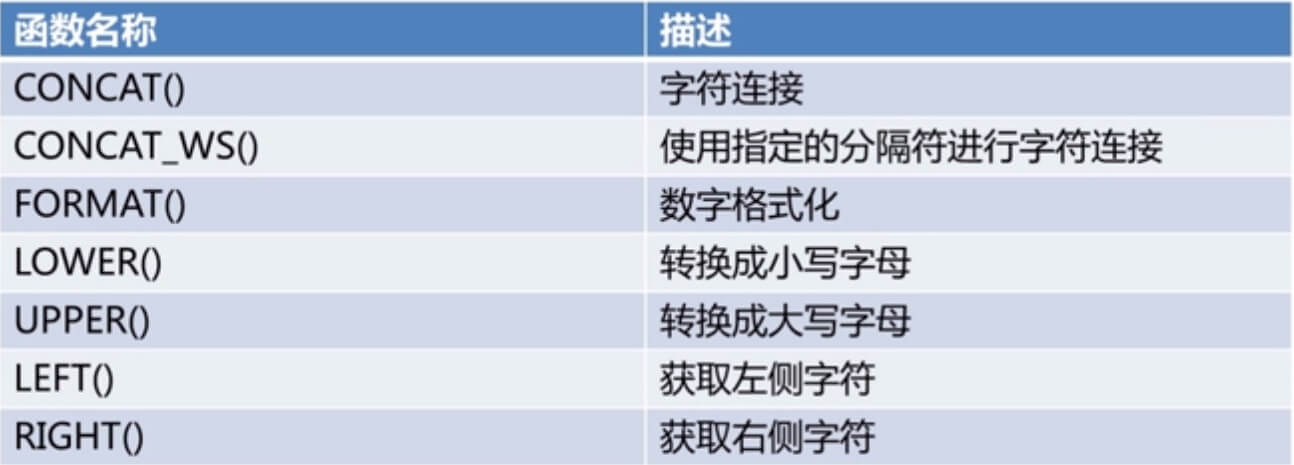 函数名称 描述
CONCAT() 字符连接
CONCAT_WS() 使用指定的分隔符进行字符连接
FORMAT() 数字格式化
LOWER() 转换成小写字母
UPPER() 转换成大写字母
LEFT() 获取左侧字符
RIGHT() 获取右侧字符